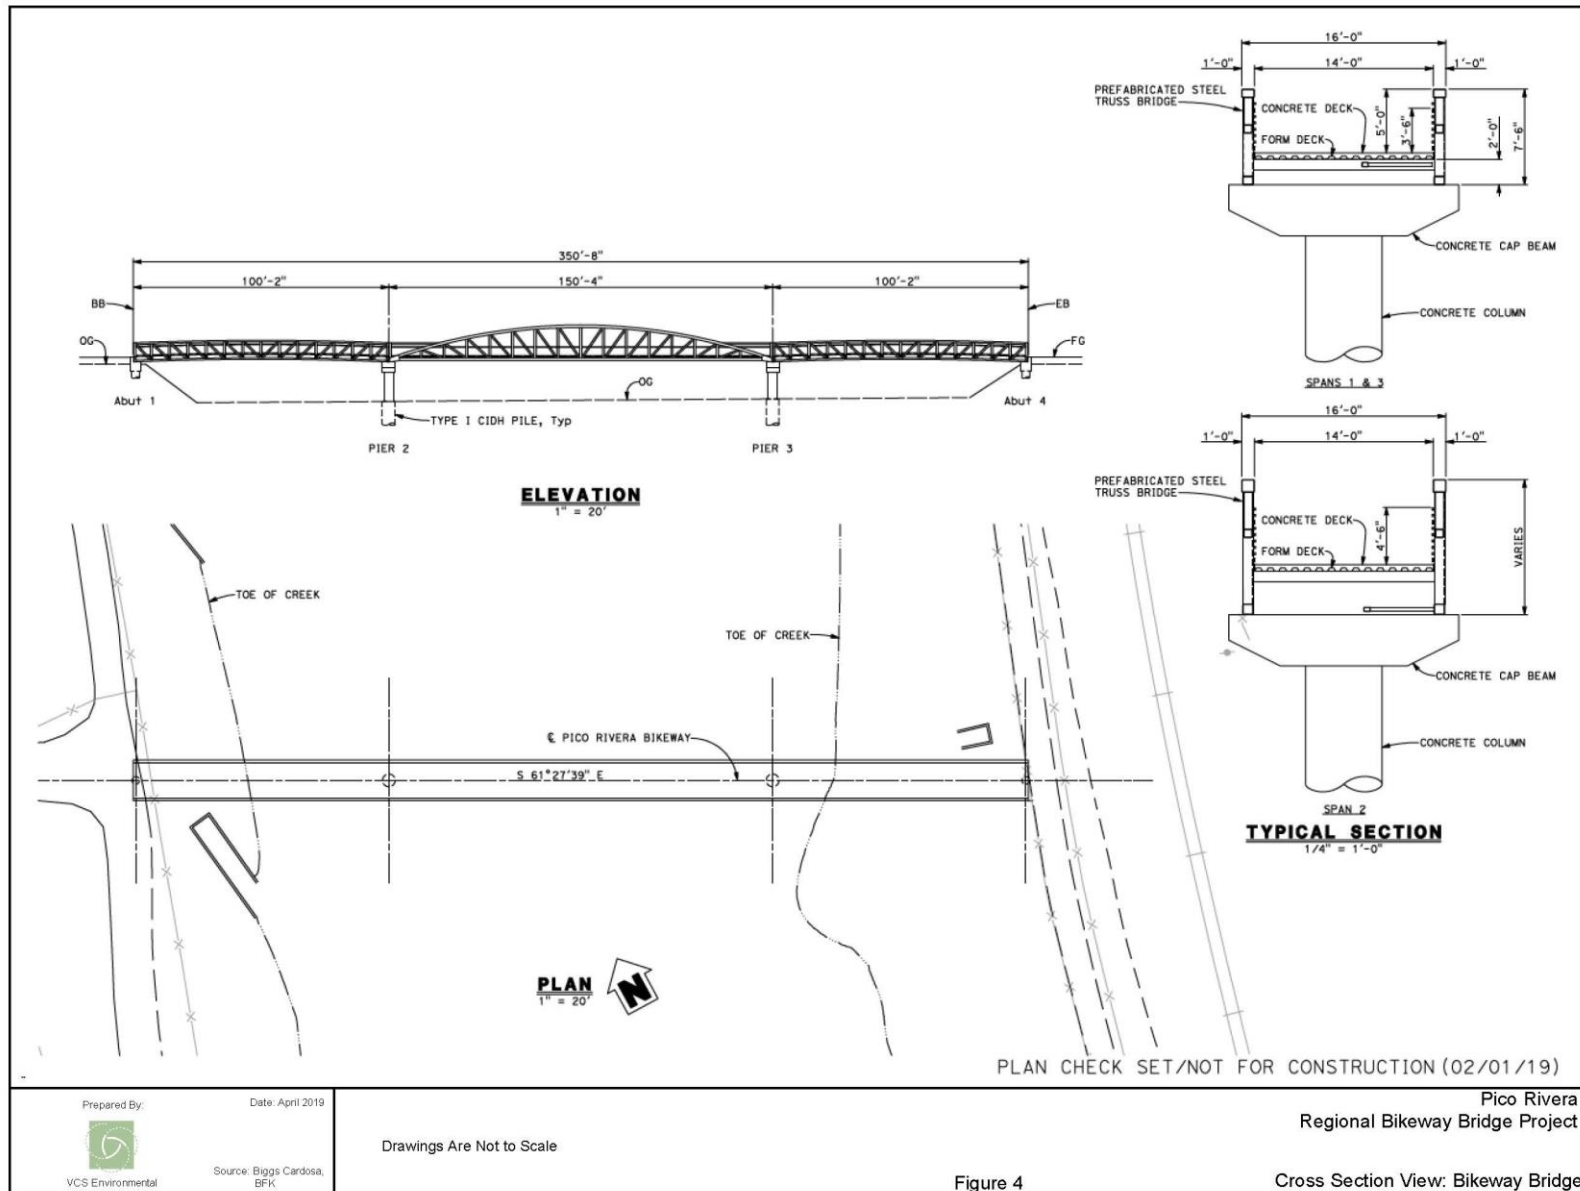 350'-8"
100'-2"
150'-4"
100'-2"
BB
EB
OG
FG
OG
Abut 1
Abut 4
TYPE I CIDH PILE, Typ
PIER 2
PIER 3
ELEVATION
1" = 20'
16'-0"
1'-0"
14'-0"
1'-0"
PREFABRICATED STEEL
TRUSS BRIDGE
CONCRETE DECK
FORM DECK
5'-0"
3'-6"
2'-0"
7'-6"
CONCRETE CAP BEAM
CONCRETE COLUMN
SPANS 1 & 3
16'-0"
1'-0"
14'-0"
1'-0"
PREFABRICATED STEEL
TRUSS BRIDGE
CONCRETE DECK
FORM DECK
4'-6"
VARIES
CONCRETE CAP BEAM
CONCRETE COLUMN
SPAN 2
TYPICAL SECTION
1/4" = 1'-0"
TOE OF CREEK
TOE OF CREEK
℄ PICO RIVERA BIKEWAY
S 61°27'39" E
PLAN
1" = 20'
N
PLAN CHECK SET/NOT FOR CONSTRUCTION (02/01/19)
Prepared By:
Date: April 2019
VCS Environmental
Source: Biggs Cardosa,
BFK
Drawings Are Not to Scale
Figure 4
Pico Rivera
Regional Bikeway Bridge Project
Cross Section View: Bikeway Bridge